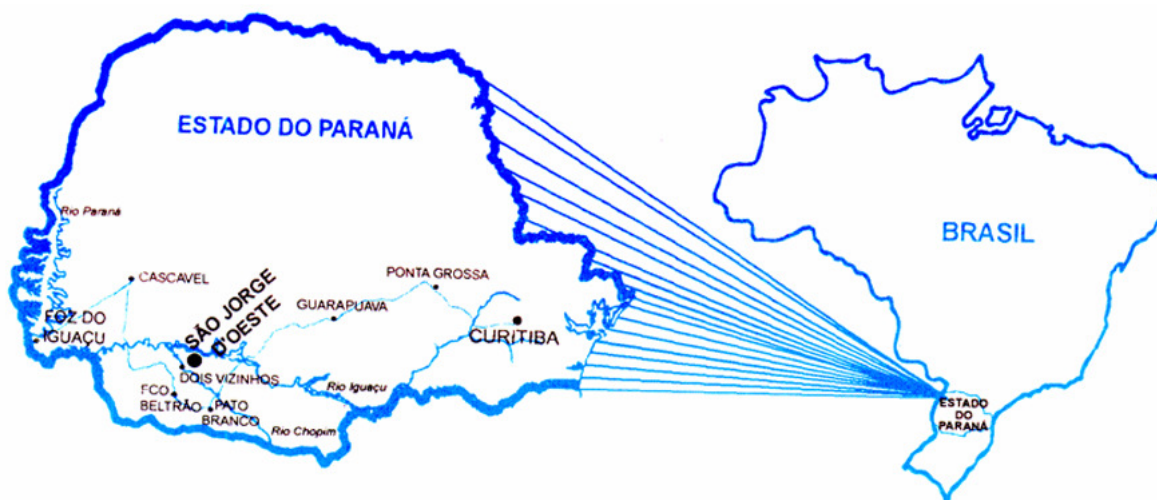 ESTADO DO PARANÁ
BRASIL
Rio Paraná
CASCAVEL
PONTA GROSSA
SÃO JORGE
D'OESTE
GUARAPUAVA
FOZ DO
IGUAÇU
CURITIBA
DOIS VIZINHOS
Rio Iguaçu
FCO
BELTRÃO
PATO
BRANCO
Rio Chopim
ESTADO
DO
PARANÁ